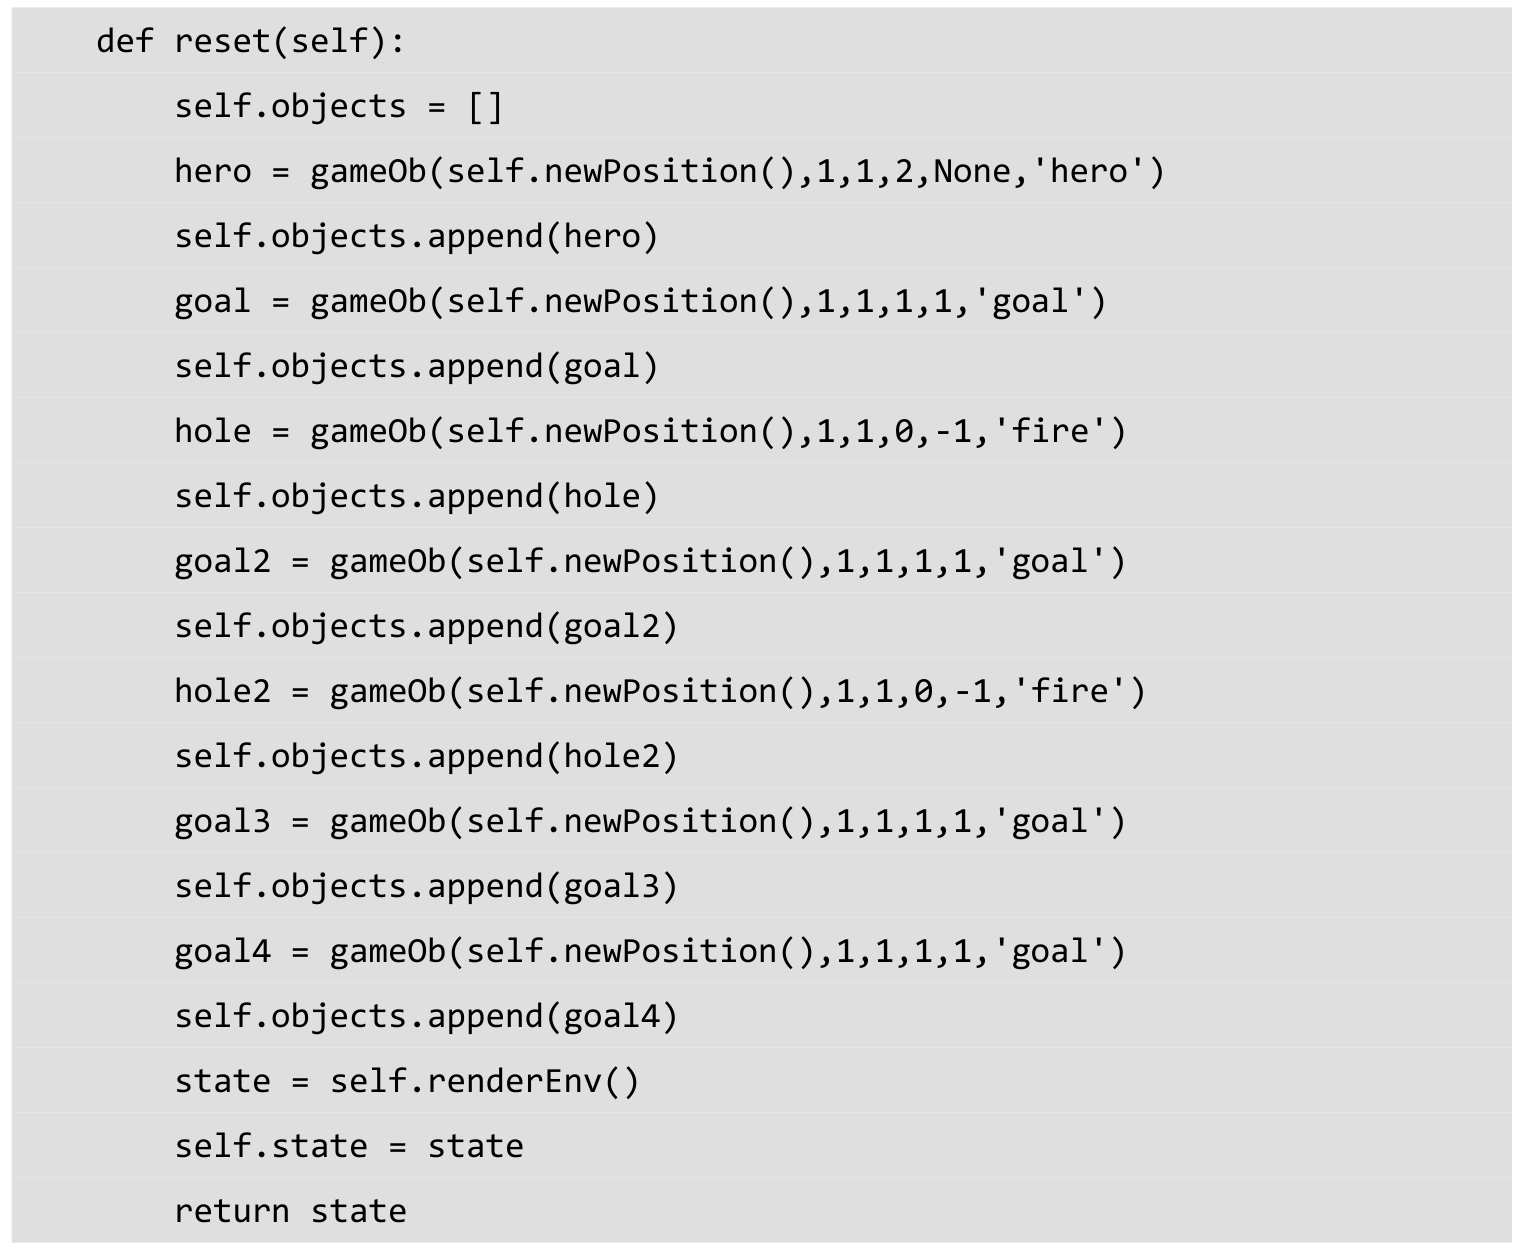 def reset(self):
    self.objects = []
    hero = gameOb(self.newPosition(),1,1,2,None,'hero')
    self.objects.append(hero)
    goal = gameOb(self.newPosition(),1,1,1,1,'goal')
    self.objects.append(goal)
    hole = gameOb(self.newPosition(),1,1,0,-1,'fire')
    self.objects.append(hole)
    goal2 = gameOb(self.newPosition(),1,1,1,1,'goal')
    self.objects.append(goal2)
    hole2 = gameOb(self.newPosition(),1,1,0,-1,'fire')
    self.objects.append(hole2)
    goal3 = gameOb(self.newPosition(),1,1,1,1,'goal')
    self.objects.append(goal3)
    goal4 = gameOb(self.newPosition(),1,1,1,1,'goal')
    self.objects.append(goal4)
    state = self.renderEnv()
    self.state = state
    return state